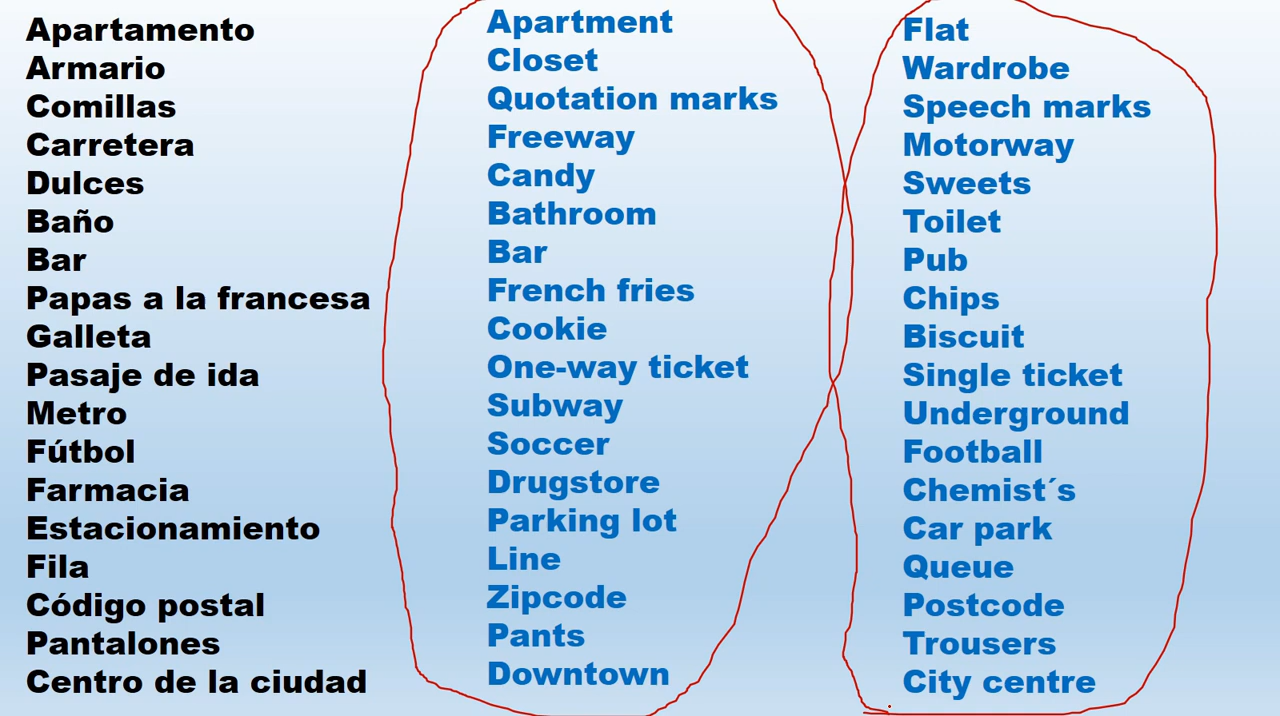 Apartamento Apartment Flat
Armario Closet Wardrobe
Comillas Quotation marks Speech marks
Carretera Freeway Motorway
Dulces Candy Sweets
Baño Bathroom Toilet
Bar Bar Pub
Papas a la francesa French fries Chips
Galleta Cookie Biscuit
Pasaje de ida One-way ticket Single ticket
Metro Subway Underground
Fútbol Soccer Football
Farmacia Drugstore Chemist´s
Estacionamiento Parking lot Car park
Fila Line Queue
Código postal Zipcode Postcode
Pantalones Pants Trousers
Centro de la ciudad Downtown City centre